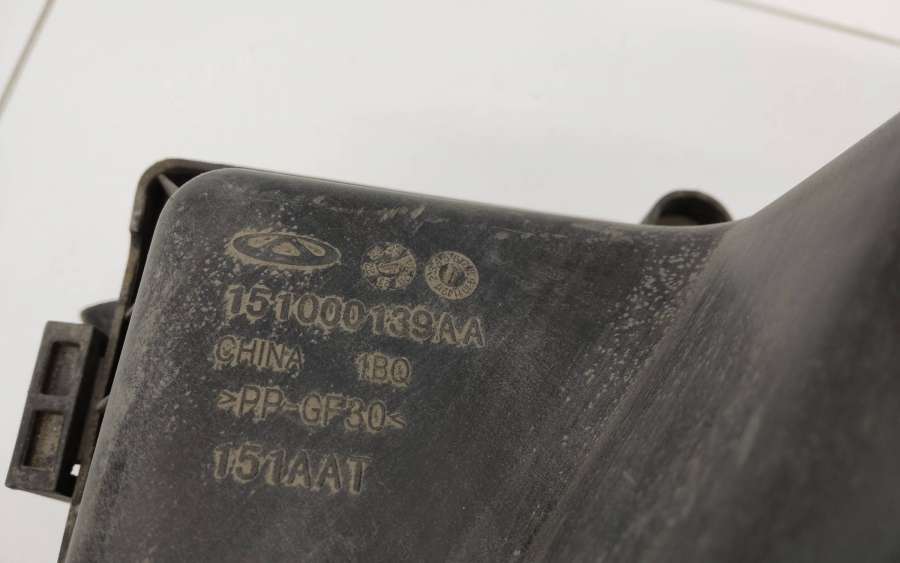 151000139AA
CHINA 1BQ
>PP-GF30<
151AAT